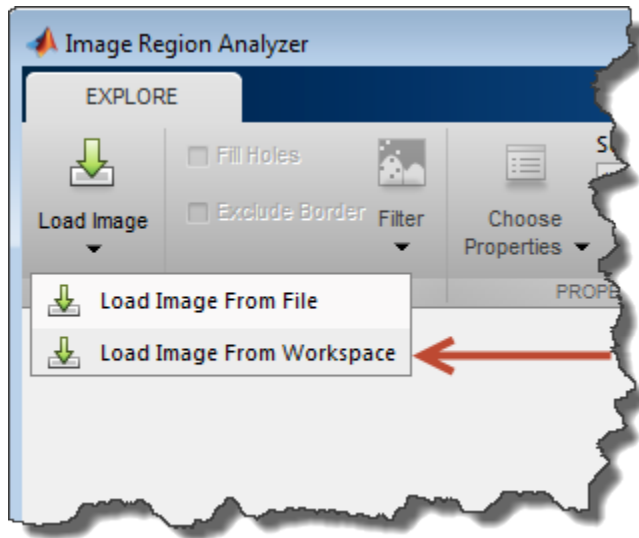 Image Region Analyzer
EXPLORE
Fill Holes
Exclude Border
Load Image
Filter
Choose
Properties
Load Image From File
Load Image From Workspace